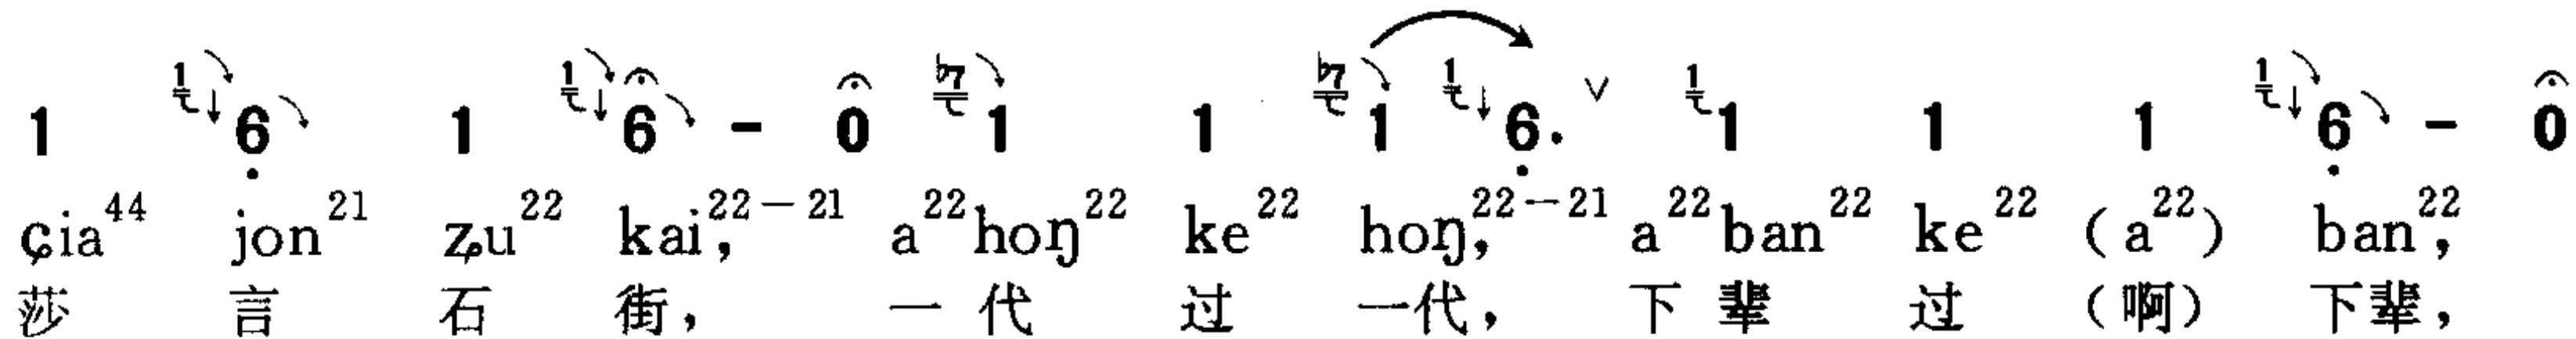 1 6 1 6 - 0 1 1 1 6. ∨ 1 1 1 6 - 0
ɕia⁴⁴ jon²¹ ʑu²² kai,²²⁻²¹ a²²hoŋ²² ke²² hoŋ,²²⁻²¹ a²²ban²² ke²² (a²²) ban²²,
莎 言 石 街， 一 代 过 一代， 下 辈 过 （啊） 下辈，